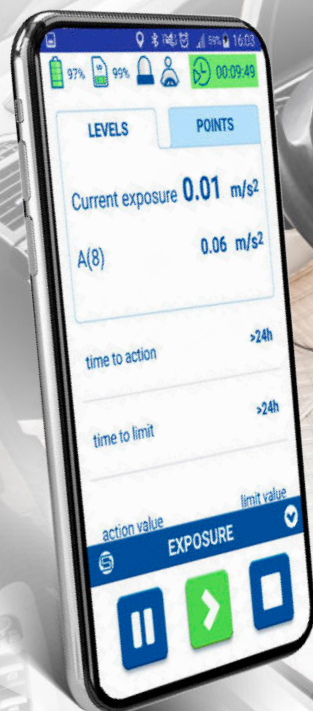 16:03
97% 99% 00:09:49
LEVELS POINTS
Current exposure 0.01 m/s2
A(8) 0.06 m/s2
time to action >24h
time to limit >24h
action value limit value
EXPOSURE